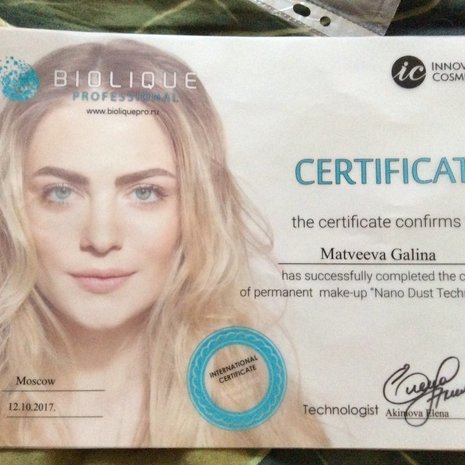 BIOLIQUE
PROFESSIONAL
www.bioliquepro.ru
ic INNOV
COSM
CERTIFICAT
the certificate confirms
Matveeva Galina
has successfully completed the c
of permanent make-up "Nano Dust Techn
INTERNATIONAL
CERTIFICATE
Moscow
12.10.2017.
Technologist Akimova Elena